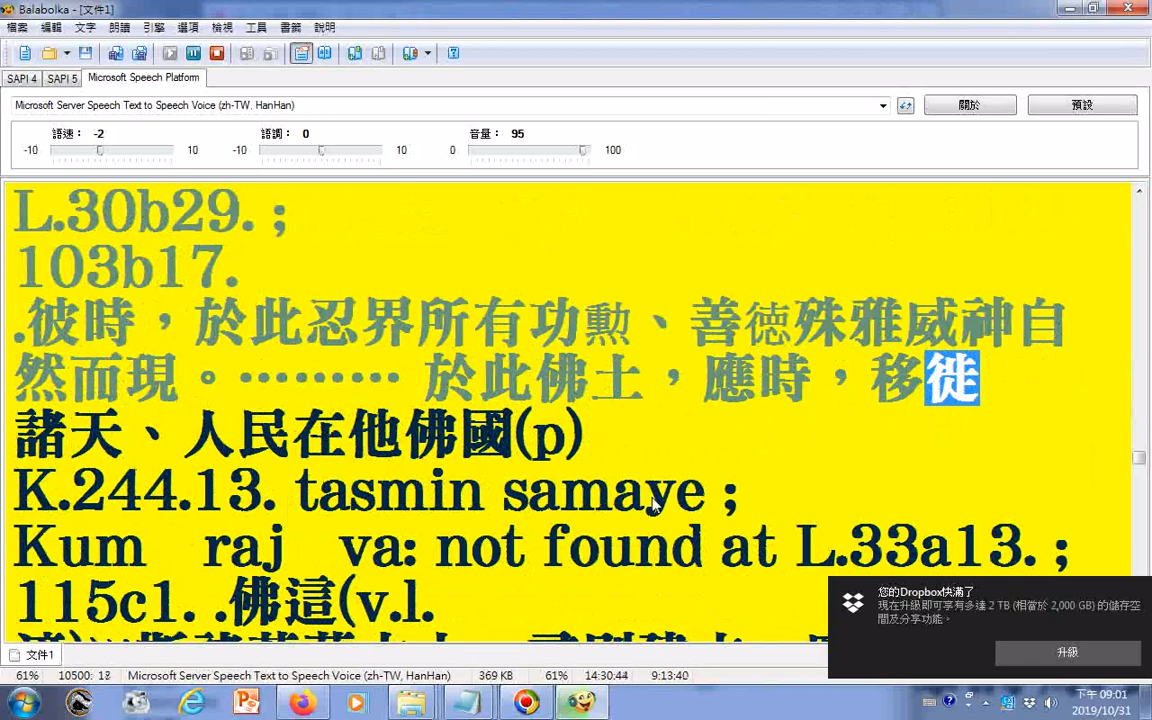 Balabolka - [文件1]
檔案 編輯 文字 朗讀 引擎 選項 檢視 工具 書籤 說明
SAPI 4 SAPI 5 Microsoft Speech Platform
Microsoft Server Speech Text to Speech Voice (zh-TW, HanHan) 關於 預設
語速： -2 語調： 0 音量： 95
-10 10 -10 10 0 100
L.30b29. ;
103b17.
.彼時，於此忍界所有功勲、善徳殊雅威神自
然而現。⋯⋯⋯ 於此佛土，應時，移徙
諸天、人民在他佛國(p)
K.244.13. tasmin samaye ;
Kum raj va: not found at L.33a13. ;
115c1. .佛這(v.l.
您的Dropbox快滿了
現在升級即可享有多達 2 TB (相當於 2,000 GB) 的儲存空
間及分享功能。
升級
文件1
61% 10500: 13 Microsoft Server Speech Text to Speech Voice (zh-TW, HanHan) 369 KB 61% 14:30:44 9:13:40
下午 09:01
2019/10/31